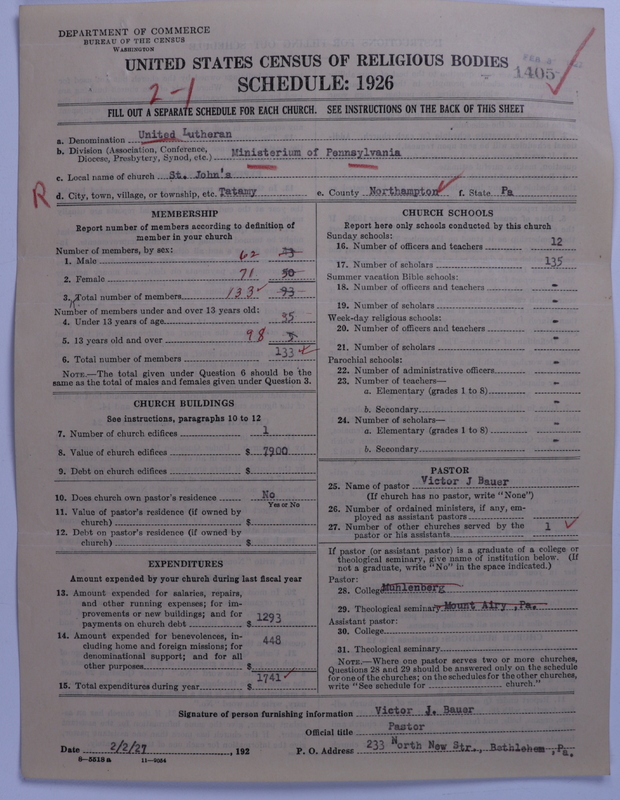 DEPARTMENT OF COMMERCE
BUREAU OF THE CENSUS
WASHINGTON
UNITED STATES CENSUS OF RELIGIOUS BODIES
1405
SCHEDULE: 1926
2-1
FILL OUT A SEPARATE SCHEDULE FOR EACH CHURCH. SEE INSTRUCTIONS ON THE BACK OF THIS SHEET
a. Denomination United Lutheran
b. Division (Association, Conference, Diocese, Presbytery, Synod, etc.) Ministerium of Pennsylvania
c. Local name of church St. John's
R d. City, town, village, or township, etc. Tatamy e. County Northampton f. State Pa
MEMBERSHIP
Report number of members according to definition of member in your church
Number of members, by sex:
1. Male 62 23
2. Female 71 50
3. Total number of members 133 93
Number of members under and over 13 years old:
4. Under 13 years of age 35
5. 13 years old and over 98
6. Total number of members 133
NOTE.—The total given under Question 6 should be the same as the total of males and females given under Question 3.
CHURCH BUILDINGS
See instructions, paragraphs 10 to 12
7. Number of church edifices 1
8. Value of church edifices $ 7900
9. Debt on church edifices $
10. Does church own pastor's residence No
Yes or No
11. Value of pastor's residence (if owned by church) $
12. Debt on pastor's residence (if owned by church) $
EXPENDITURES
Amount expended by your church during last fiscal year
13. Amount expended for salaries, repairs, and other running expenses; for improvements or new buildings; and for payments on church debt $ 1293
14. Amount expended for benevolences, including home and foreign missions; for denominational support; and for all other purposes $ 448
15. Total expenditures during year $ 1741
CHURCH SCHOOLS
Report here only schools conducted by this church
Sunday schools:
16. Number of officers and teachers 12
17. Number of scholars 135
Summer vacation Bible schools:
18. Number of officers and teachers -
19. Number of scholars -
Week-day religious schools:
20. Number of officers and teachers -
21. Number of scholars -
Parochial schools:
22. Number of administrative officers -
23. Number of teachers—
a. Elementary (grades 1 to 8) -
b. Secondary -
24. Number of scholars—
a. Elementary (grades 1 to 8) -
b. Secondary -
PASTOR
25. Name of pastor Victor J Bauer
(If church has no pastor, write "None")
26. Number of ordained ministers, if any, employed as assistant pastors
27. Number of other churches served by the pastor or his assistants 1
If pastor (or assistant pastor) is a graduate of a college or theological seminary, give name of institution below. (If not a graduate, write "No" in the space indicated.)
Pastor:
28. College Muhlenberg
29. Theological seminary Mount Airy ,Pa.
Assistant pastor:
30. College
31. Theological seminary
NOTE.—Where one pastor serves two or more churches, Questions 28 and 29 should be answered only on the schedule for one of the churches; on the schedules for the other churches, write "See schedule for church."
Signature of person furnishing information Victor J. Bauer
Official title Pastor
Date 2/2/27, 192 P. O. Address 233 North New Str., Bethlehem ,Pa.
8—5518 a 11—9034